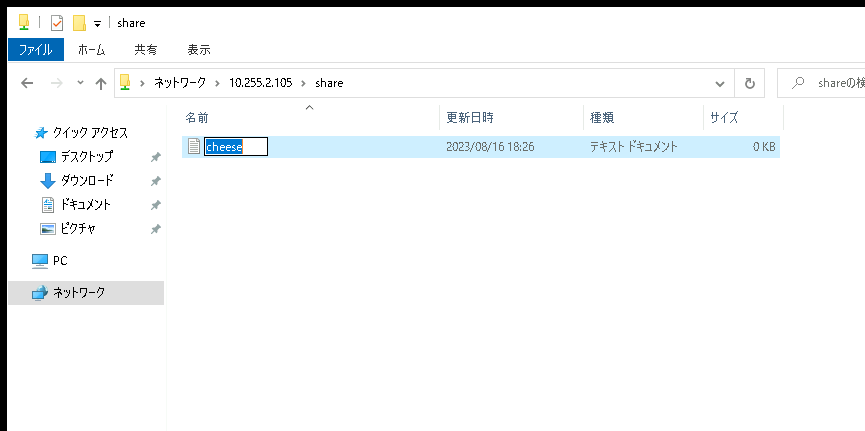 share
ファイル ホーム 共有 表示
ネットワーク 10.255.2.105 share shareの検
名前 更新日時 種類 サイズ
クイック アクセス
cheese 2023/08/16 18:26 テキスト ドキュメント 0 KB
デスクトップ
ダウンロード
ドキュメント
ピクチャ
PC
ネットワーク